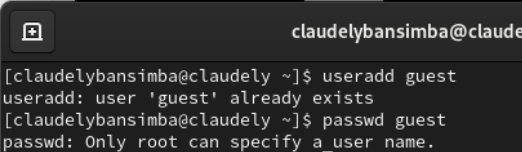 claudelybansimba@claude
[claudelybansimba@claudely ~]$ useradd guest
useradd: user 'guest' already exists
[claudelybansimba@claudely ~]$ passwd guest
passwd: Only root can specify a user name.